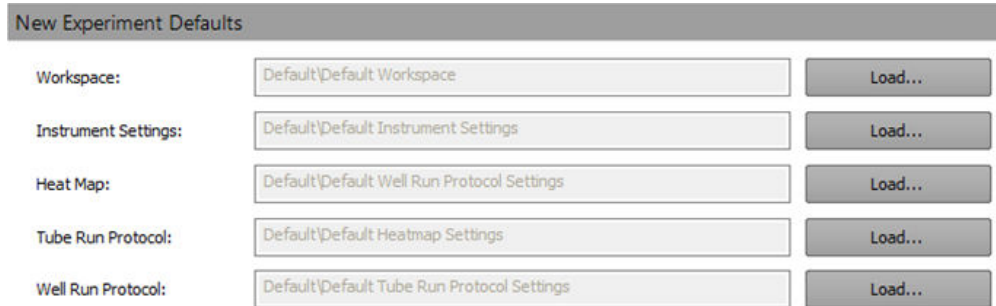 New Experiment Defaults
Workspace: Default\Default Workspace Load...
Instrument Settings: Default\Default Instrument Settings Load...
Heat Map: Default\Default Well Run Protocol Settings Load...
Tube Run Protocol: Default\Default Heatmap Settings Load...
Well Run Protocol: Default\Default Tube Run Protocol Settings Load...